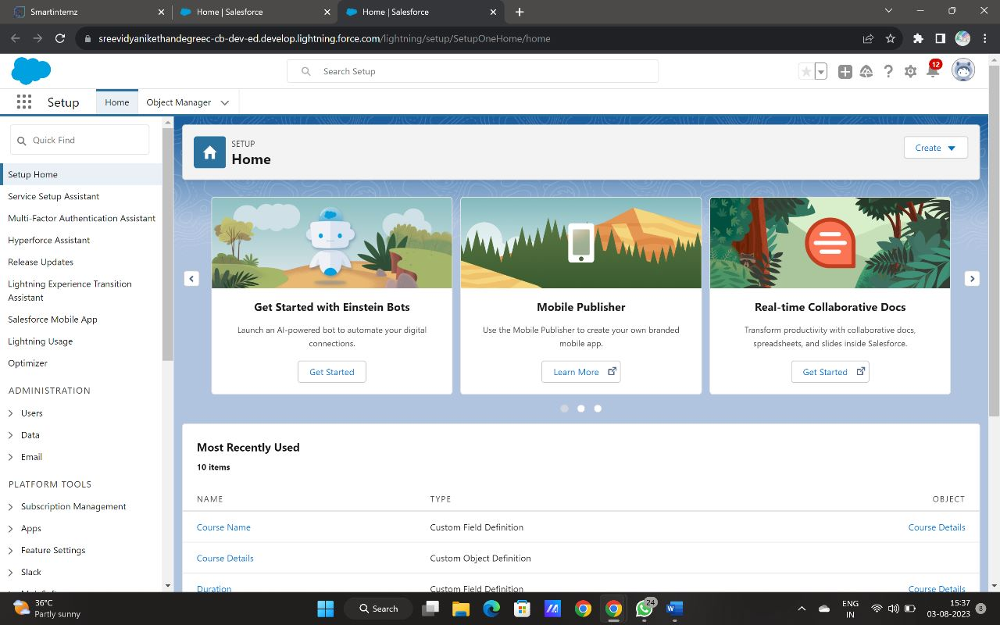 Smartinternz
Home | Salesforce
Home | Salesforce
sreevidyanikethandegreec-cb-dev-ed.develop.lightning.force.com/lightning/setup/SetupOneHome/home
Search Setup
12
Setup
Home
Object Manager
Quick Find
Setup Home
Service Setup Assistant
Multi-Factor Authentication Assistant
Hyperforce Assistant
Release Updates
Lightning Experience Transition
Assistant
Salesforce Mobile App
Lightning Usage
Optimizer
ADMINISTRATION
Users
Data
Email
PLATFORM TOOLS
Subscription Management
Apps
Feature Settings
Slack
SETUP
Home
Create
Get Started with Einstein Bots
Launch an AI-powered bot to automate your digital
connections.
Get Started
Mobile Publisher
Use the Mobile Publisher to create your own branded
mobile app.
Learn More
Real-time Collaborative Docs
Transform productivity with collaborative docs,
spreadsheets, and slides inside Salesforce.
Get Started
Most Recently Used
10 items
NAME TYPE OBJECT
Course Name Custom Field Definition Course Details
Course Details Custom Object Definition
Duration Custom Field Definition Course Details
36°C
Partly sunny
Search
24
ENG
IN
15:37
03-08-2023
8